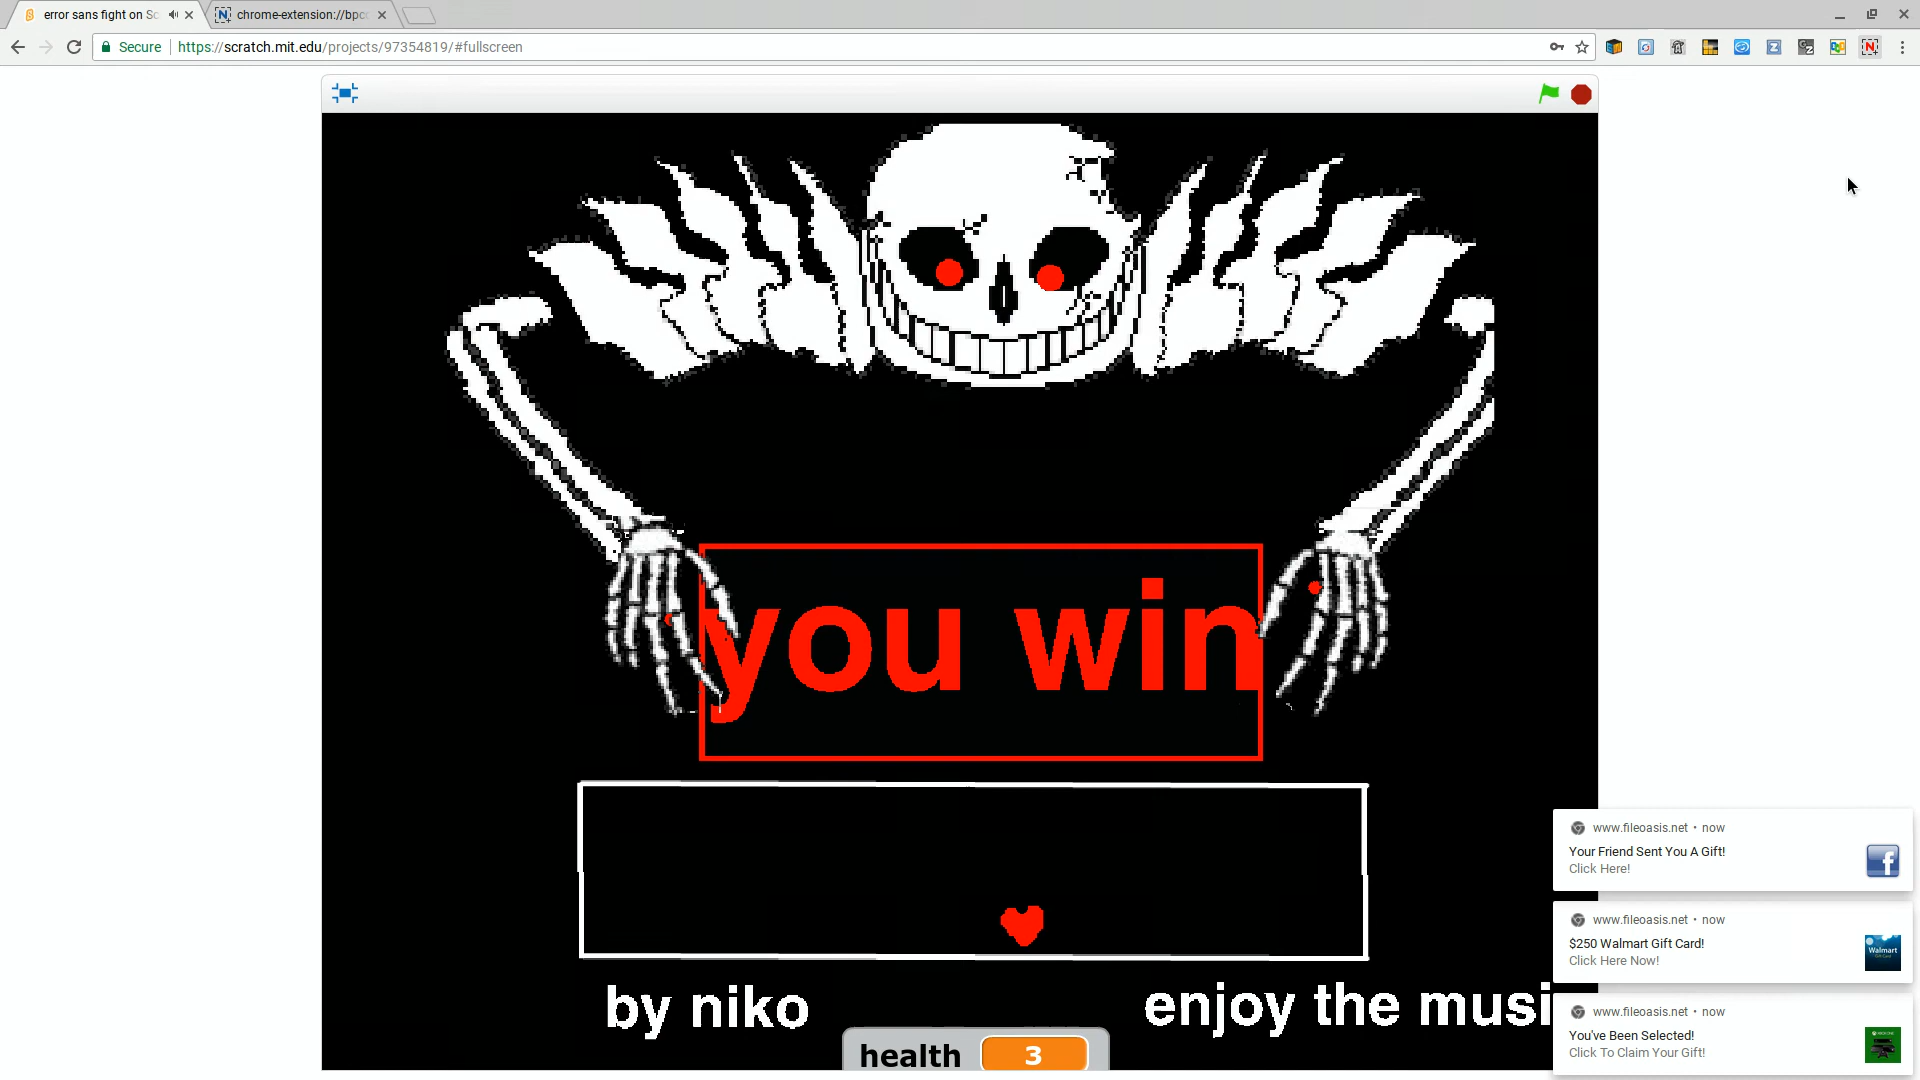 error sans fight on Sc
chrome-extension://bpc
Secure
https://scratch.mit.edu/projects/97354819/#fullscreen
you win
www.fileoasis.net • now
Your Friend Sent You A Gift!
Click Here!
www.fileoasis.net • now
$250 Walmart Gift Card!
Click Here Now!
Walmart
www.fileoasis.net • now
You've Been Selected!
Click To Claim Your Gift!
by niko
enjoy the musi
health 3